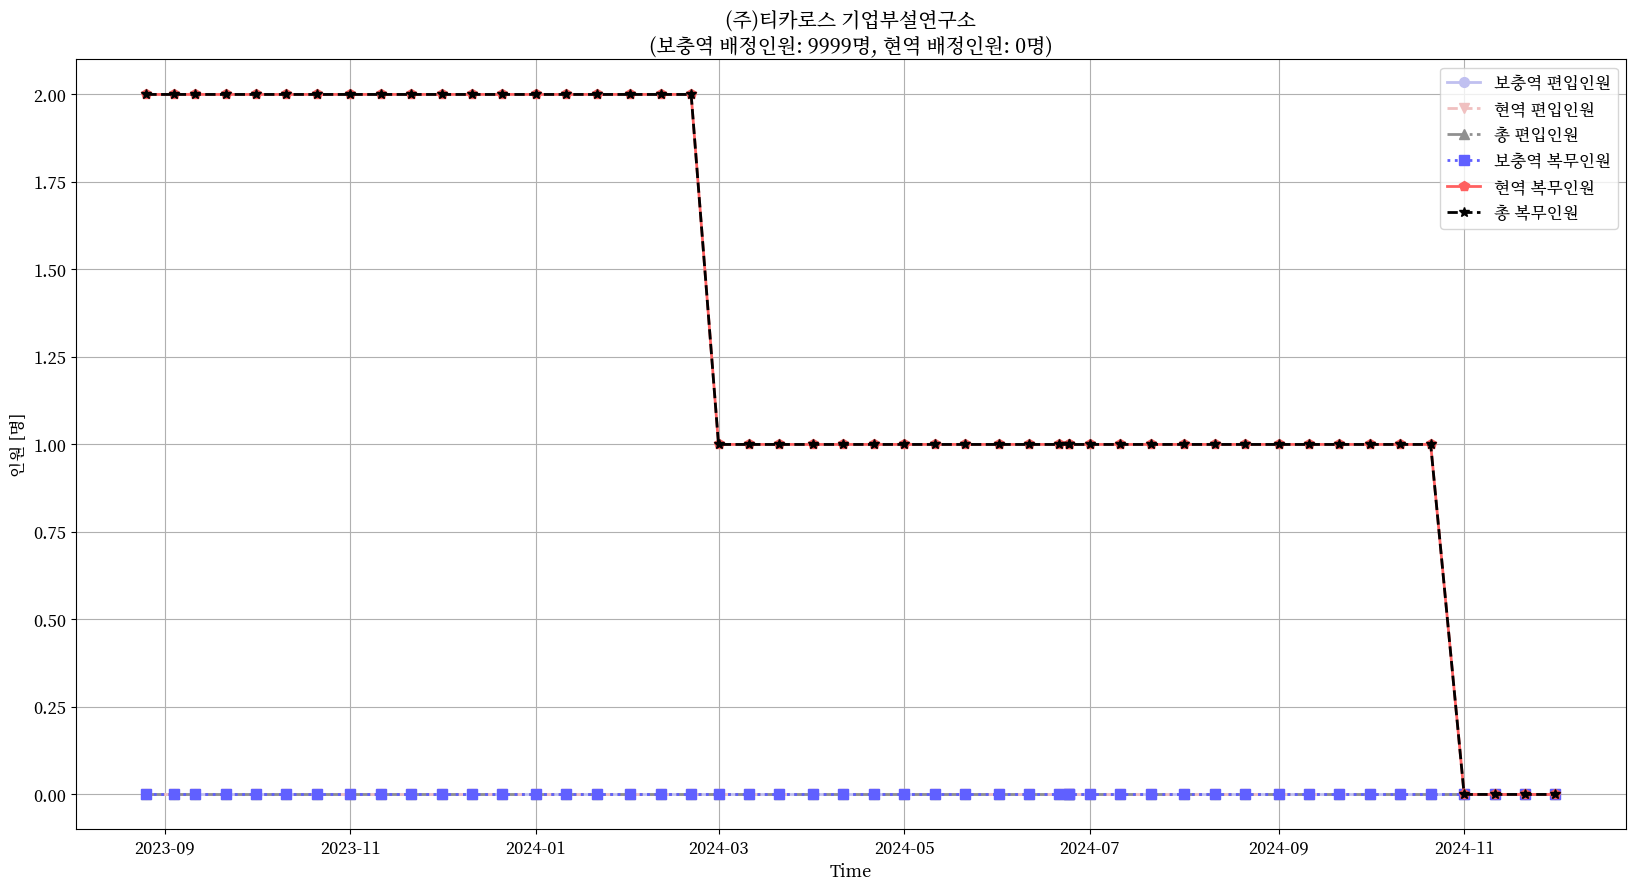 (주)티카로스 기업부설연구소
(보충역 배정인원: 9999명, 현역 배정인원: 0명)
보충역 편입인원
현역 편입인원
총 편입인원
보충역 복무인원
현역 복무인원
총 복무인원
2.00
1.75
1.50
1.25
1.00
0.75
0.50
0.25
0.00
인원 [명]
2023-09 2023-11 2024-01 2024-03 2024-05 2024-07 2024-09 2024-11
Time